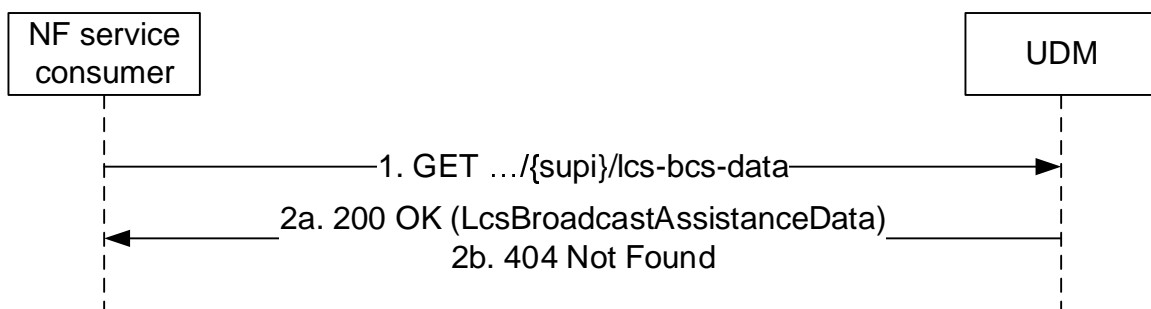 NF service
consumer
UDM
1. GET …/{supi}/lcs-bcs-data
2a. 200 OK (LcsBroadcastAssistanceData)
2b. 404 Not Found